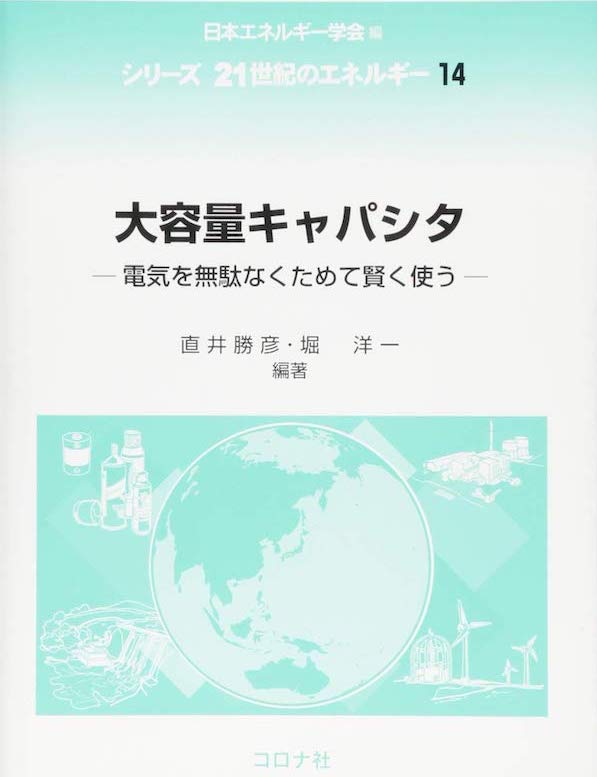 日本エネルギー学会 編
シリーズ 21世紀のエネルギー 14
大容量キャパシタ
─ 電気を無駄なくためて賢く使う ─
直井勝彦・堀 洋一
編著
コロナ社